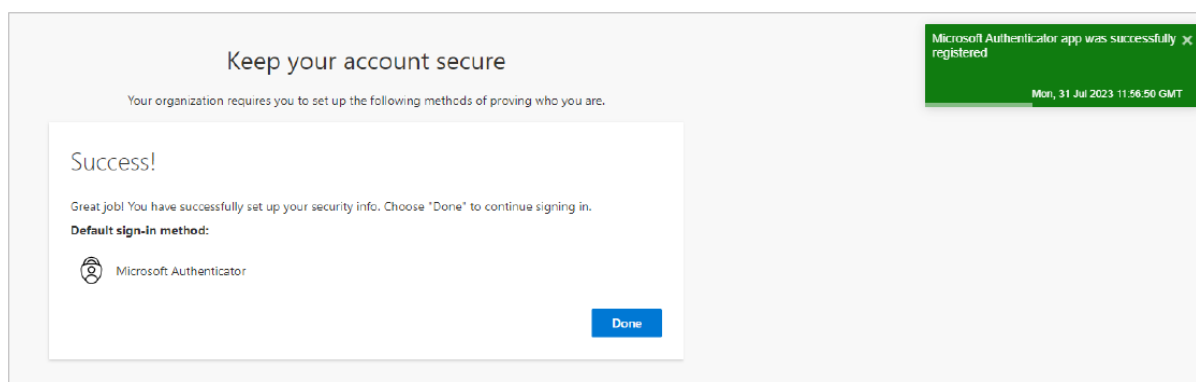 Keep your account secure
Your organization requires you to set up the following methods of proving who you are.
Success!
Great job! You have successfully set up your security info. Choose "Done" to continue signing in.
Default sign-in method:
Microsoft Authenticator
Done
Microsoft Authenticator app was successfully
registered
Mon, 31 Jul 2023 11:56:50 GMT